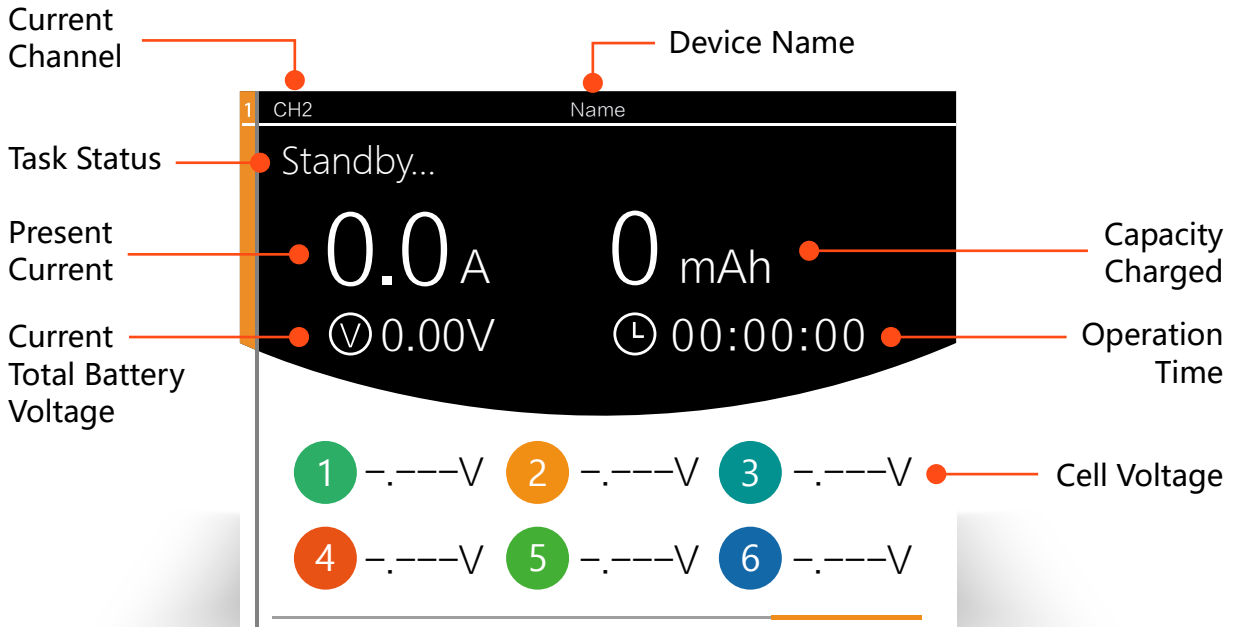 Current
Channel
Device Name
1 CH2 Name
Task Status
Standby...
Present
Current
0.0 A 0 mAh
Capacity
Charged
Current
Total Battery
Voltage
V 0.00V 00:00:00
Operation
Time
1 -.---V 2 -.---V 3 -.---V
Cell Voltage
4 -.---V 5 -.---V 6 -.---V